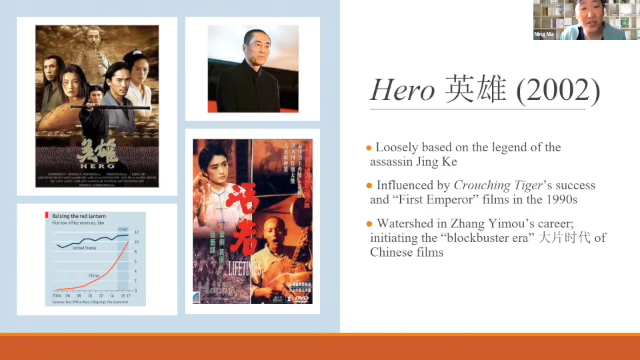 英雄
HERO
Raising the red lantern
United States
China
活着
LIFETIMES
DVD
Ning Ma
Hero 英雄 (2002)
• Loosely based on the legend of the
assassin Jing Ke
• Influenced by Crouching Tiger’s success
and “First Emperor” films in the 1990s
• Watershed in Zhang Yimou’s career;
initiating the “blockbuster era” 大片时代 of
Chinese films